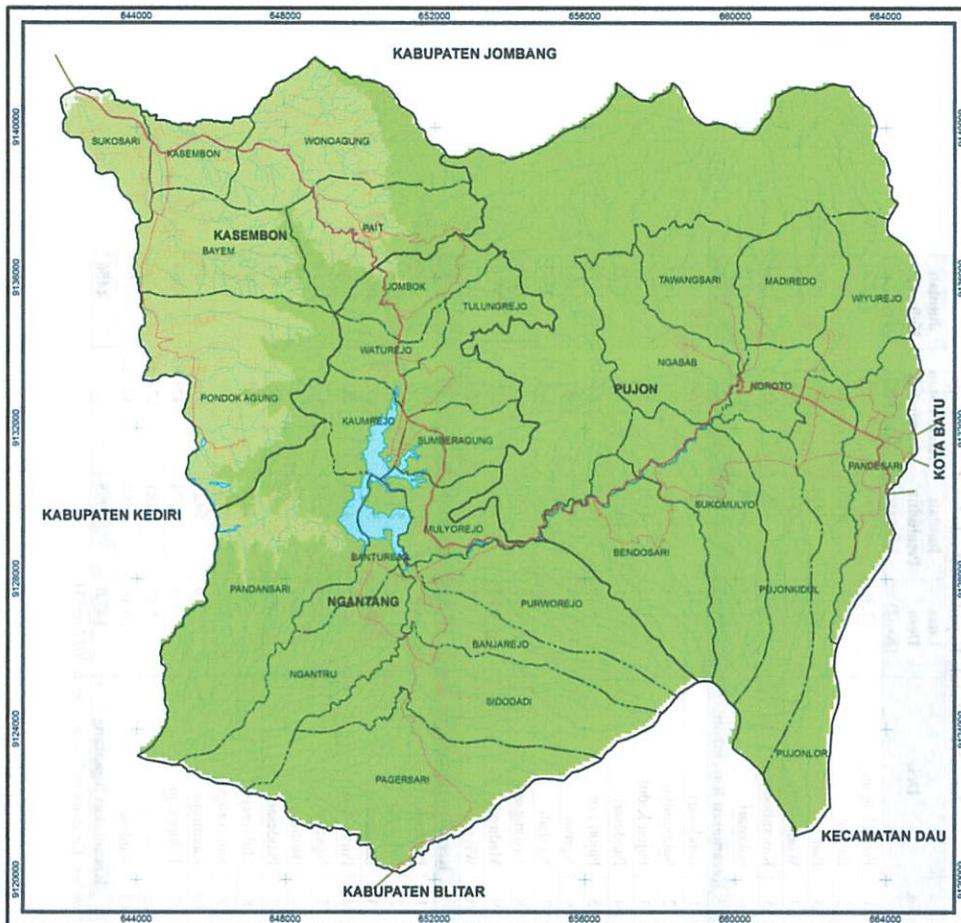 644000 648000 652000 656000 660000 664000
KABUPATEN JOMBANG
9140000
9140000
SUKOSARI
KASEMBON
WONOAGUNG
KASEMBON
PAIT
BAYEM
9136000
JOMBOK
TULUNGREJO
TAWANGSARI
MADIREDO
WIYUREJO
WATUREJO
NGABAB
PUJON
NGROTO
PONDOK AGUNG
9132000
KAUMREJO
SUMBERAGUNG
PANDESARI
KOTA BATU
SUKOMULYO
KABUPATEN KEDIRI
MULYOREJO
BENDOSARI
BANTUREJO
9128000
PANDANSARI
NGANTANG
PURWOREJO
PUJONKIDUL
BANJAREJO
NGANTRU
SIDODADI
9124000
PUJONLOR
PAGERSARI
KECAMATAN DAU
9120000
KABUPATEN BLITAR
644000 648000 652000 656000 660000 664000